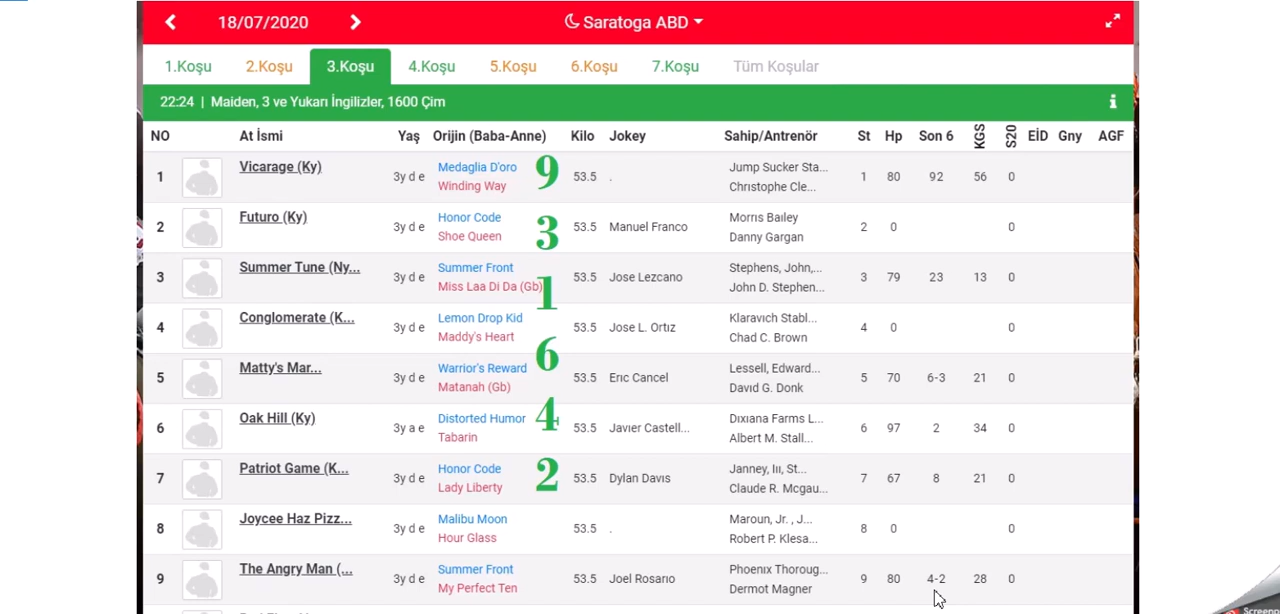 18/07/2020 Saratoga ABD
1.Koşu 2.Koşu 3.Koşu 4.Koşu 5.Koşu 6.Koşu 7.Koşu Tüm Koşular
22:24 | Maiden, 3 ve Yukarı İngilizler, 1600 Çim
NO At İsmi Yaş Orijin (Baba-Anne) Kilo Jokey Sahip/Antrenör St Hp Son 6 KGS S20 EİD Gny AGF
1 Vicarage (Ky) 3y d e Medaglia D'oro 9 53.5 . Jump Sucker Sta... 1 80 92 56 0
Winding Way Christophe Cle...
2 Futuro (Ky) 3y d e Honor Code 3 53.5 Manuel Franco Morris Bailey 2 0 0
Shoe Queen Danny Gargan
3 Summer Tune (Ny... 3y d e Summer Front 1 53.5 Jose Lezcano Stephens, John,... 3 79 23 13 0
Miss Laa Di Da (Gb) John D. Stephen...
4 Conglomerate (K... 3y d e Lemon Drop Kid 53.5 Jose L. Ortız Klaravich Stabl... 4 0 0
Maddy's Heart Chad C. Brown
5 Matty's Mar... 3y d e Warrior's Reward 6 53.5 Eric Cancel Lessell, Edward... 5 70 6-3 21 0
Matanah (Gb) David G. Donk
6 Oak Hill (Ky) 3y a e Distorted Humor 4 53.5 Javıer Castell... Dıxıana Farms L... 6 97 2 34 0
Tabarin Albert M. Stall...
7 Patriot Game (K... 3y d e Honor Code 2 53.5 Dylan Davıs Janney, Iıı, St... 7 67 8 21 0
Lady Liberty Claude R. Mcgau...
8 Joycee Haz Pizz... 3y d e Malibu Moon 53.5 . Maroun, Jr. , J... 8 0 0
Hour Glass Robert P. Klesa...
9 The Angry Man (... 3y d e Summer Front 53.5 Joel Rosarıo Phoenıx Thoroug... 9 80 4-2 28 0
My Perfect Ten Dermot Magner